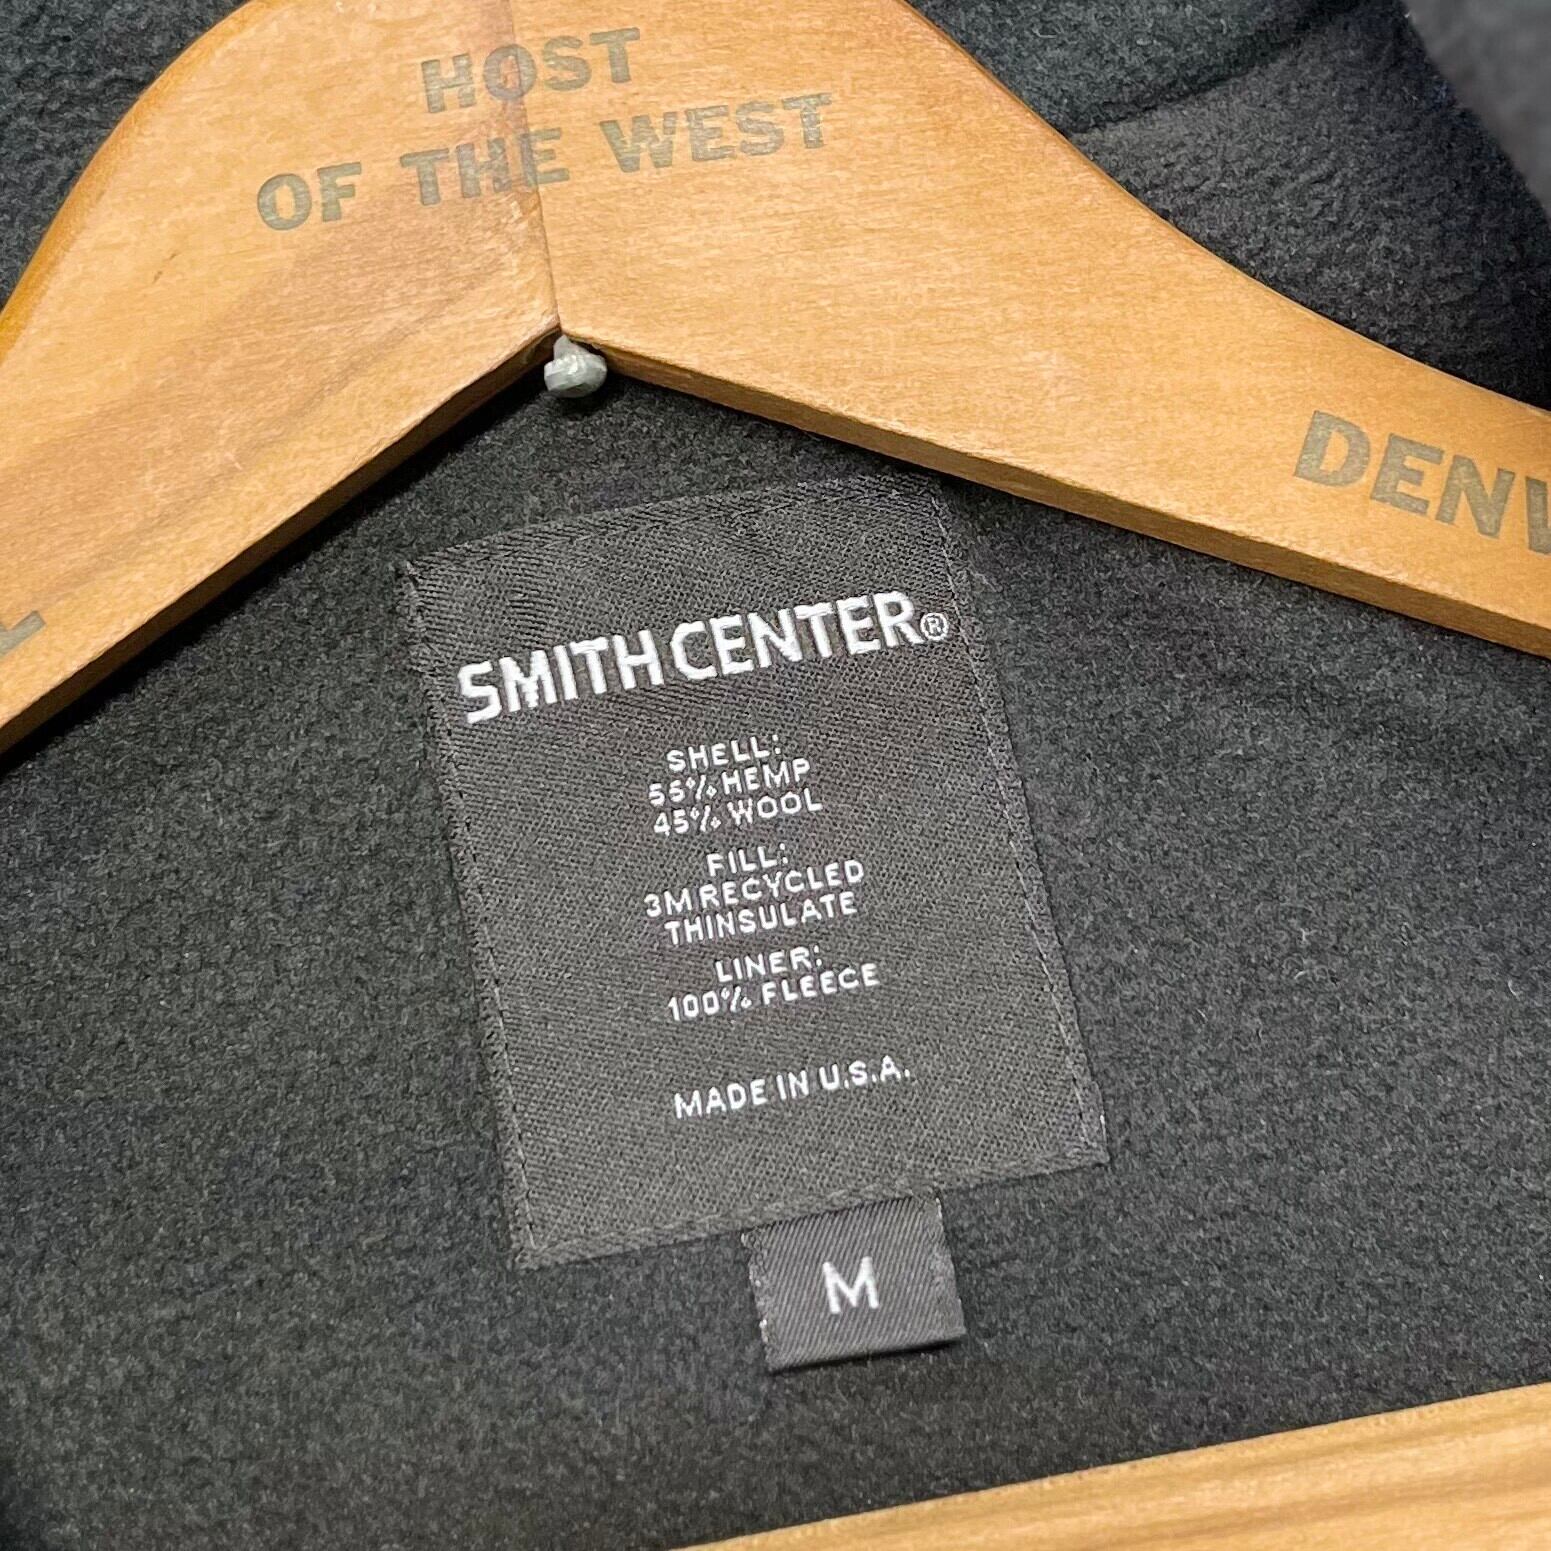 HOST
OF THE WEST
SMITH CENTER®
SHELL:
55% HEMP
45% WOOL
FILL:
3M RECYCLED
THINSULATE
LINER:
100% FLEECE
MADE IN U.S.A.
M